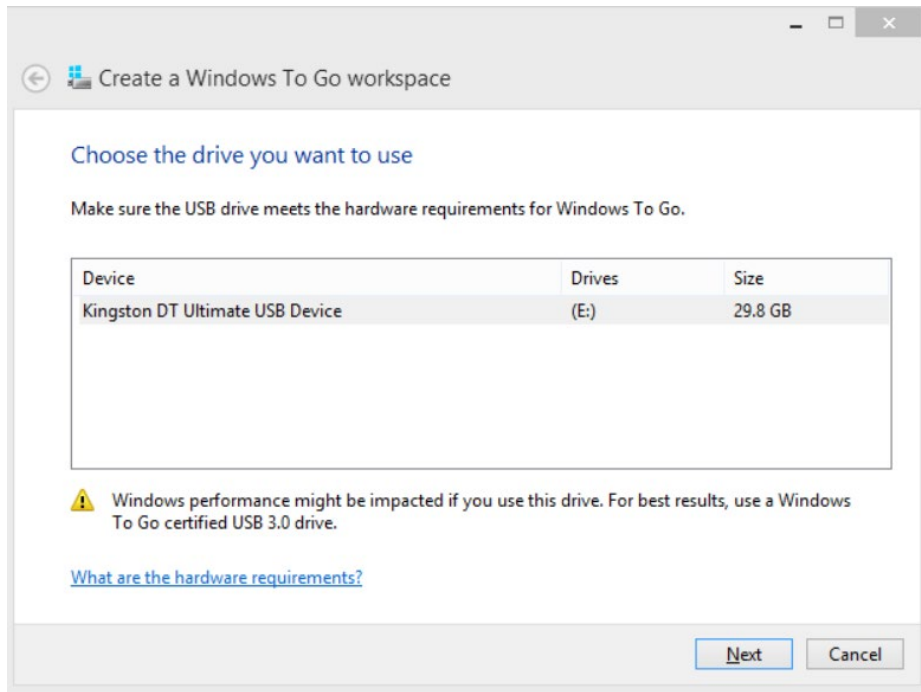 Create a Windows To Go workspace
Choose the drive you want to use
Make sure the USB drive meets the hardware requirements for Windows To Go.
Device Drives Size
Kingston DT Ultimate USB Device (E:) 29.8 GB
Windows performance might be impacted if you use this drive. For best results, use a Windows
To Go certified USB 3.0 drive.
What are the hardware requirements?
Next Cancel